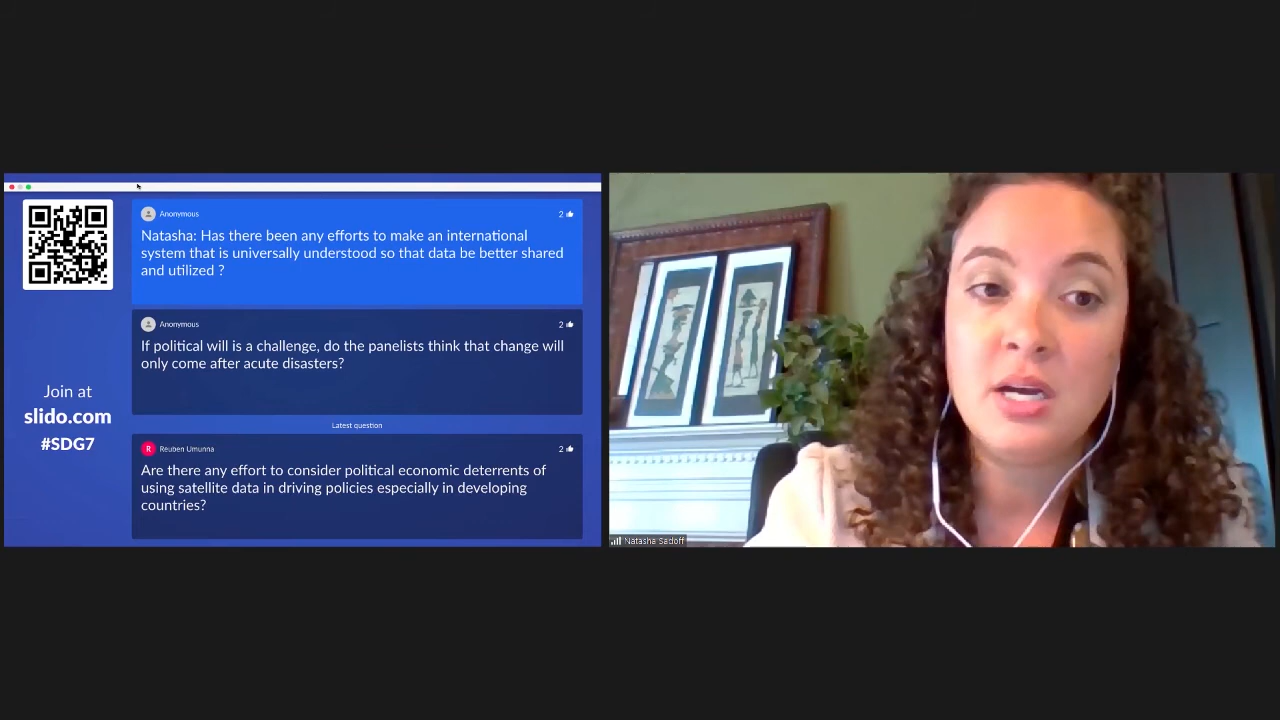 Anonymous
2
Natasha: Has there been any efforts to make an international
system that is universally understood so that data be better shared
and utilized ?
Anonymous
2
If political will is a challenge, do the panelists think that change will
only come after acute disasters?
Join at
slido.com
#SDG7
Latest question
R
Reuben Umunna
2
Are there any effort to consider political economic deterrents of
using satellite data in driving policies especially in developing
countries?
Natasha Sadoff